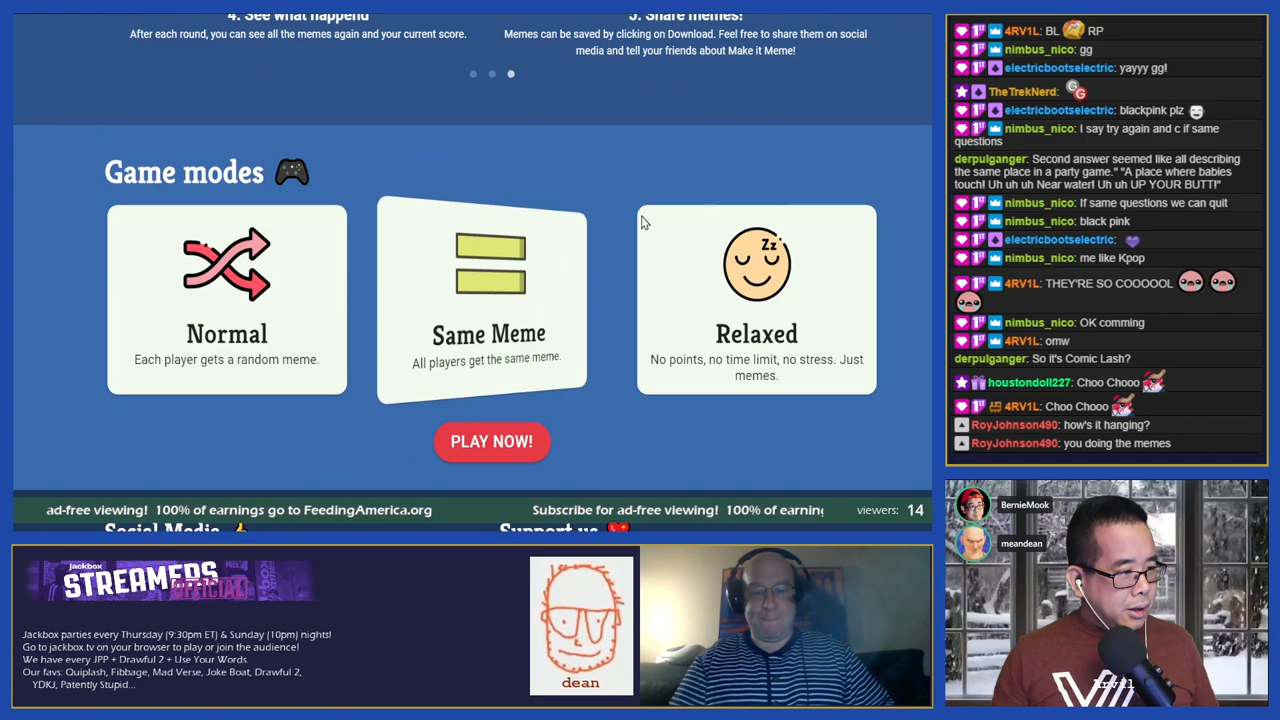 4. See what happend
After each round, you can see all the memes again and your current score.
5. Share memes!
Memes can be saved by clicking on Download. Feel free to share them on social
media and tell your friends about Make it Meme!
Game modes
Normal
Each player gets a random meme.
Same Meme
All players get the same meme.
Relaxed
No points, no time limit, no stress. Just
memes.
PLAY NOW!
ad-free viewing!  100% of earnings go to FeedingAmerica.org
Subscribe for ad-free viewing!  100% of earning
viewers: 14
Social Media
Support us
4RV1L: BL RP
nimbus_nico: gg
electricbootselectric: yayyy gg!
TheTrekNerd:
electricbootselectric: blackpink plz
nimbus_nico: I say try again and c if same
questions
derpulganger: Second answer seemed like all describing
the same place in a party game." "A place where babies
touch! Uh uh uh Near water! Uh uh UP YOUR BUTT!"
nimbus_nico: If same questions we can quit
nimbus_nico: black pink
electricbootselectric:
nimbus_nico: me like Kpop
4RV1L: THEY'RE SO COOOOOL
nimbus_nico: OK comming
4RV1L: omw
derpulganger: So it's Comic Lash?
houstondoll227: Choo Chooo
4RV1L: Choo Chooo
RoyJohnson490: how's it hanging?
RoyJohnson490: you doing the memes
jackbox
STREAMERS
OFFICIAL
Jackbox parties every Thursday (9:30pm ET) & Sunday (10pm) nights!
Go to jackbox.tv on your browser to play or join the audience!
We have every JPP + Drawful 2 + Use Your Words.
Our favs: Quiplash, Fibbage, Mad Verse, Joke Boat, Drawful 2,
YDKJ, Patently Stupid...
dean
BernieMook
meandean